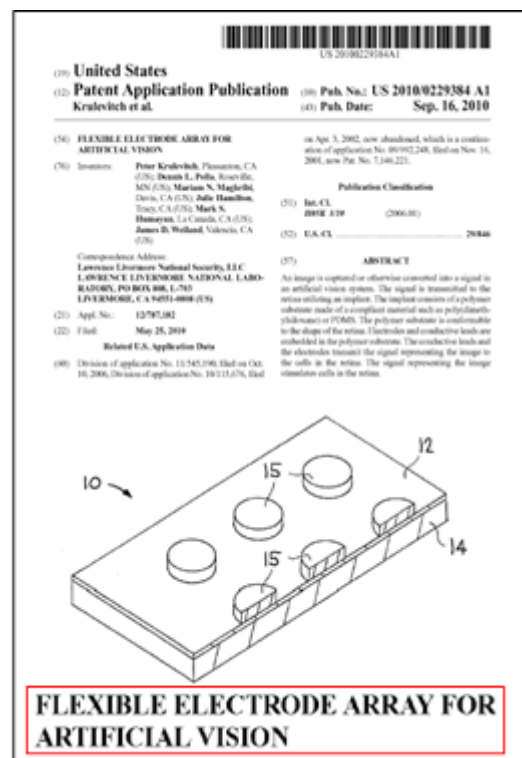 US 20100229384A1
(19) United States
(12) Patent Application Publication (10) Pub. No.: US 2010/0229384 A1
Krulevitch et al. (43) Pub. Date: Sep. 16, 2010
(54) FLEXIBLE ELECTRODE ARRAY FOR
ARTIFICIAL VISION
(76) Inventors: Peter Krulevitch, Pleasanton, CA
(US); Dennis L. Polla, Roseville,
MN (US); Mariam N. Maghribi,
Davis, CA (US); Julie Hamilton,
Tracy, CA (US); Mark S.
Humayun, La Canada, CA (US);
James D. Weiland, Valencia, CA
(US)
Correspondence Address:
Lawrence Livermore National Security, LLC
LAWRENCE LIVERMORE NATIONAL LABO-
RATORY, PO BOX 808, L-703
LIVERMORE, CA 94551-0808 (US)
(21) Appl. No.: 12/787,182
(22) Filed: May 25, 2010
Related U.S. Application Data
(60) Division of application No. 11/545,190, filed on Oct.
10, 2006, Division of application No. 10/115,676, filed
on Apr. 3, 2002, now abandoned, which is a continu-
ation of application No. 09/992,248, filed on Nov. 16,
2001, now Pat. No. 7,146,221.
Publication Classification
(51) Int. Cl.
H05K 3/20 (2006.01)
(52) U.S. Cl. 29/846
(57) ABSTRACT
An image is captured or otherwise converted into a signal in
an artificial vision system. The signal is transmitted to the
retina utilizing an implant. The implant consists of a polymer
substrate made of a compliant material such as poly(dimeth-
ylsiloxane) or PDMS. The polymer substrate is conformable
to the shape of the retina. Electrodes and conductive leads are
embedded in the polymer substrate. The conductive leads and
the electrodes transmit the signal representing the image to
the cells in the retina. The signal representing the image
stimulates cells in the retina.
12
15
10
14
15
FLEXIBLE ELECTRODE ARRAY FOR
ARTIFICIAL VISION